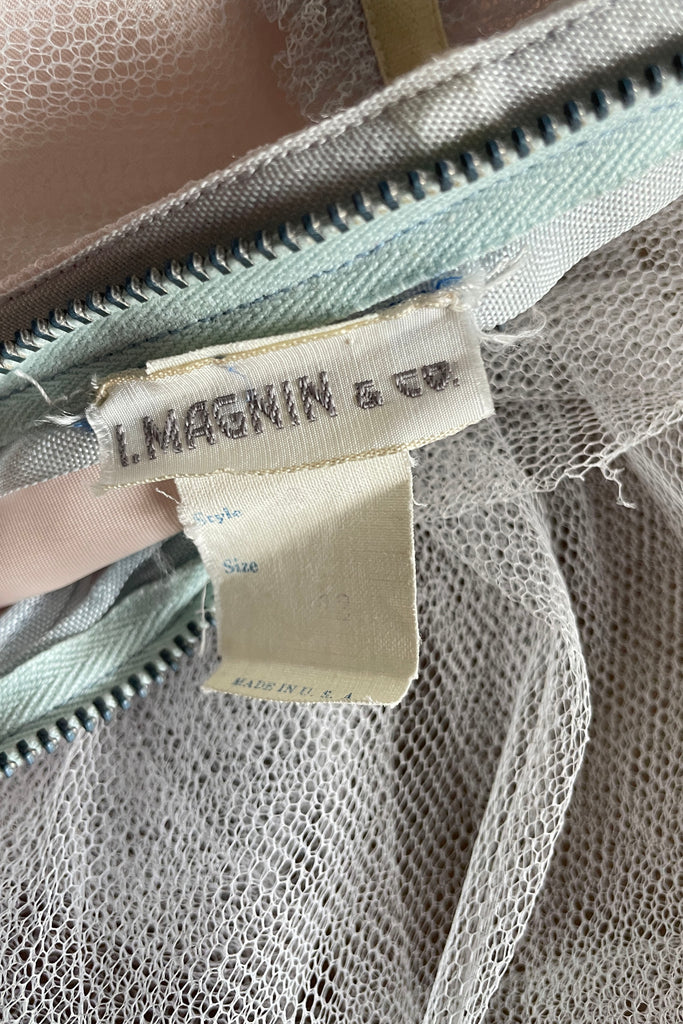 I. MAGNIN & CO.
Style
Size
MADE IN U. S. A